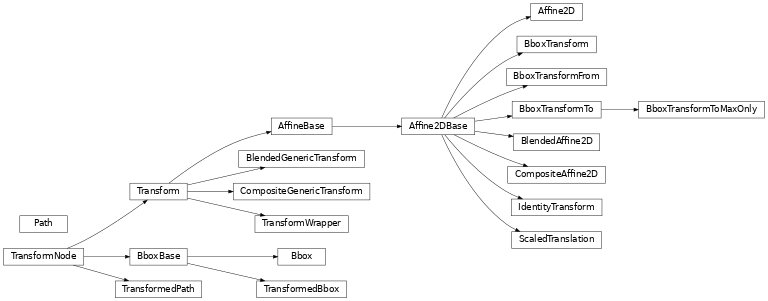 Affine2D
BboxTransform
BboxTransformFrom
BboxTransformTo
BboxTransformToMaxOnly
AffineBase
Affine2DBase
BlendedAffine2D
BlendedGenericTransform
CompositeAffine2D
Transform
CompositeGenericTransform
IdentityTransform
Path
TransformWrapper
ScaledTranslation
TransformNode
BboxBase
Bbox
TransformedPath
TransformedBbox